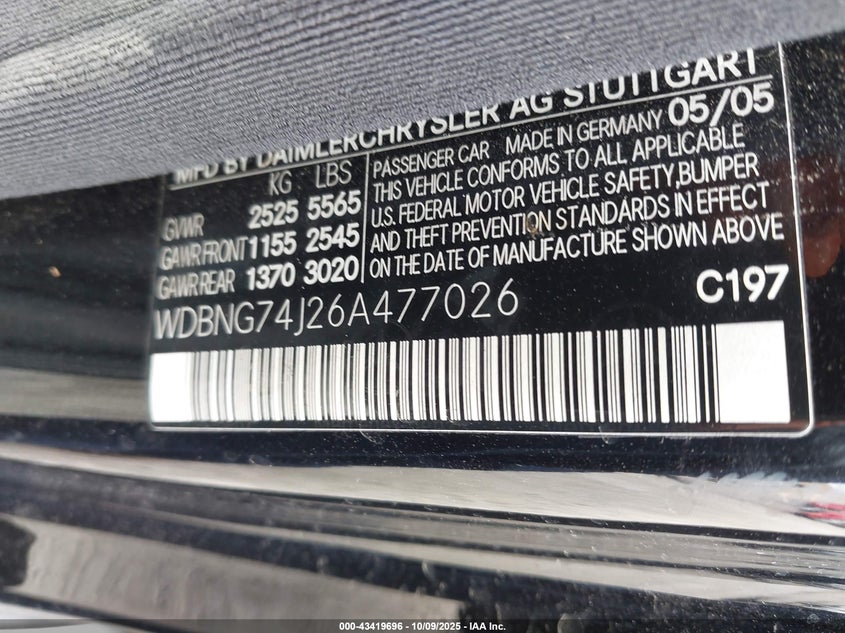 MFD BY DAIMLERCHRYSLER AG STUTTGART
KG LBS
GVWR 2525 5565
GAWR FRONT 1155 2545
GAWR REAR 1370 3020
05/05
PASSENGER CAR MADE IN GERMANY
THIS VEHICLE CONFORMS TO ALL APPLICABLE
U.S. FEDERAL MOTOR VEHICLE SAFETY, BUMPER
AND THEFT PREVENTION STANDARDS IN EFFECT
ON THE DATE OF MANUFACTURE SHOWN ABOVE
WDBNG74J26A477026
C197
000-43419696 - 10/09/2025 - IAA Inc.